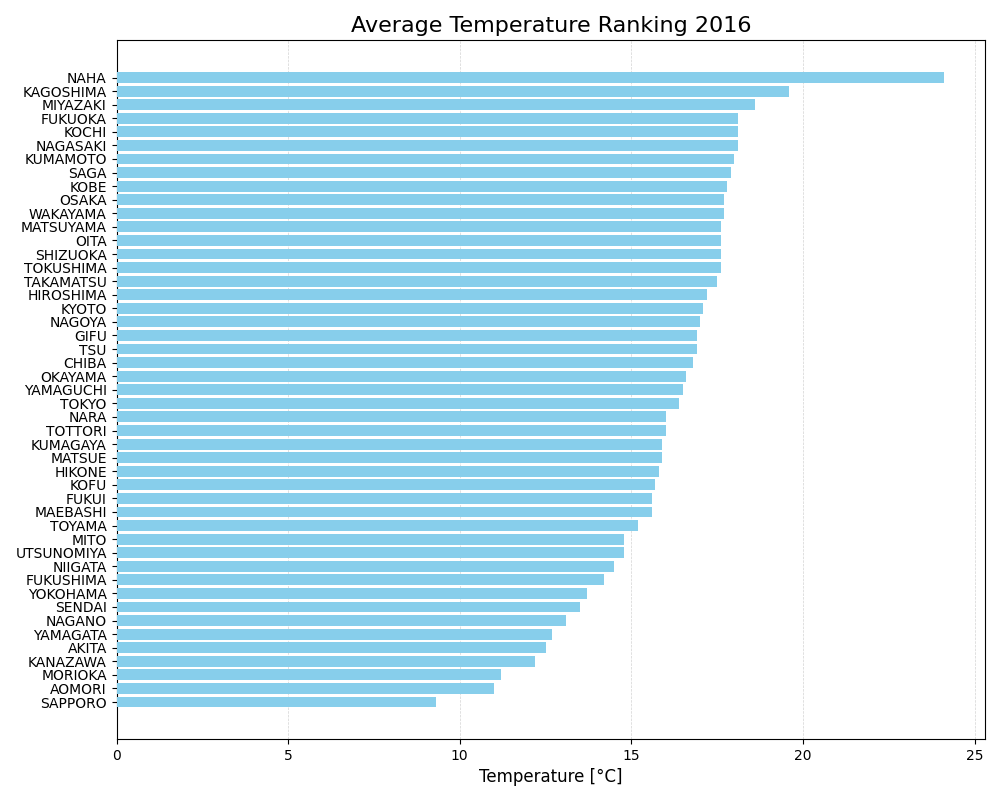 Average Temperature Ranking 2016
NAHA
KAGOSHIMA
MIYAZAKI
FUKUOKA
KOCHI
NAGASAKI
KUMAMOTO
SAGA
KOBE
OSAKA
WAKAYAMA
MATSUYAMA
OITA
SHIZUOKA
TOKUSHIMA
TAKAMATSU
HIROSHIMA
KYOTO
NAGOYA
GIFU
TSU
CHIBA
OKAYAMA
YAMAGUCHI
TOKYO
NARA
TOTTORI
KUMAGAYA
MATSUE
HIKONE
KOFU
FUKUI
MAEBASHI
TOYAMA
MITO
UTSUNOMIYA
NIIGATA
FUKUSHIMA
YOKOHAMA
SENDAI
NAGANO
YAMAGATA
AKITA
KANAZAWA
MORIOKA
AOMORI
SAPPORO
0 5 10 15 20 25
Temperature [°C]